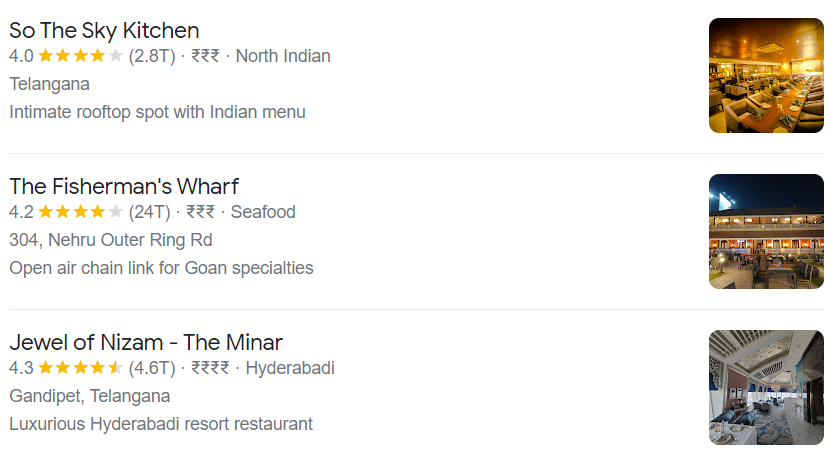 So The Sky Kitchen
4.0 ★★★★★ (2.8T) · ₹₹₹ · North Indian
Telangana
Intimate rooftop spot with Indian menu
The Fisherman's Wharf
4.2 ★★★★★ (24T) · ₹₹₹ · Seafood
304, Nehru Outer Ring Rd
Open air chain link for Goan specialties
Jewel of Nizam - The Minar
4.3 ★★★★★ (4.6T) · ₹₹₹₹ · Hyderabadi
Gandipet, Telangana
Luxurious Hyderabadi resort restaurant